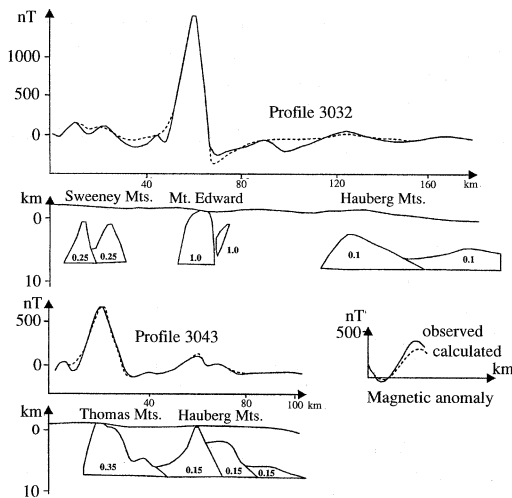 nT
1000
500
0
Profile 3032
40 80 120 160 km
km
Sweeney Mts. Mt. Edward Hauberg Mts.
0
0.25 0.25 1.0 1.0 0.1 0.1
10
nT
500
0
Profile 3043
40 60 80 100 km
20
nT
500
observed
calculated
km
Magnetic anomaly
km
Thomas Mts. Hauberg Mts.
0
0.35 0.15 0.15 0.15
10